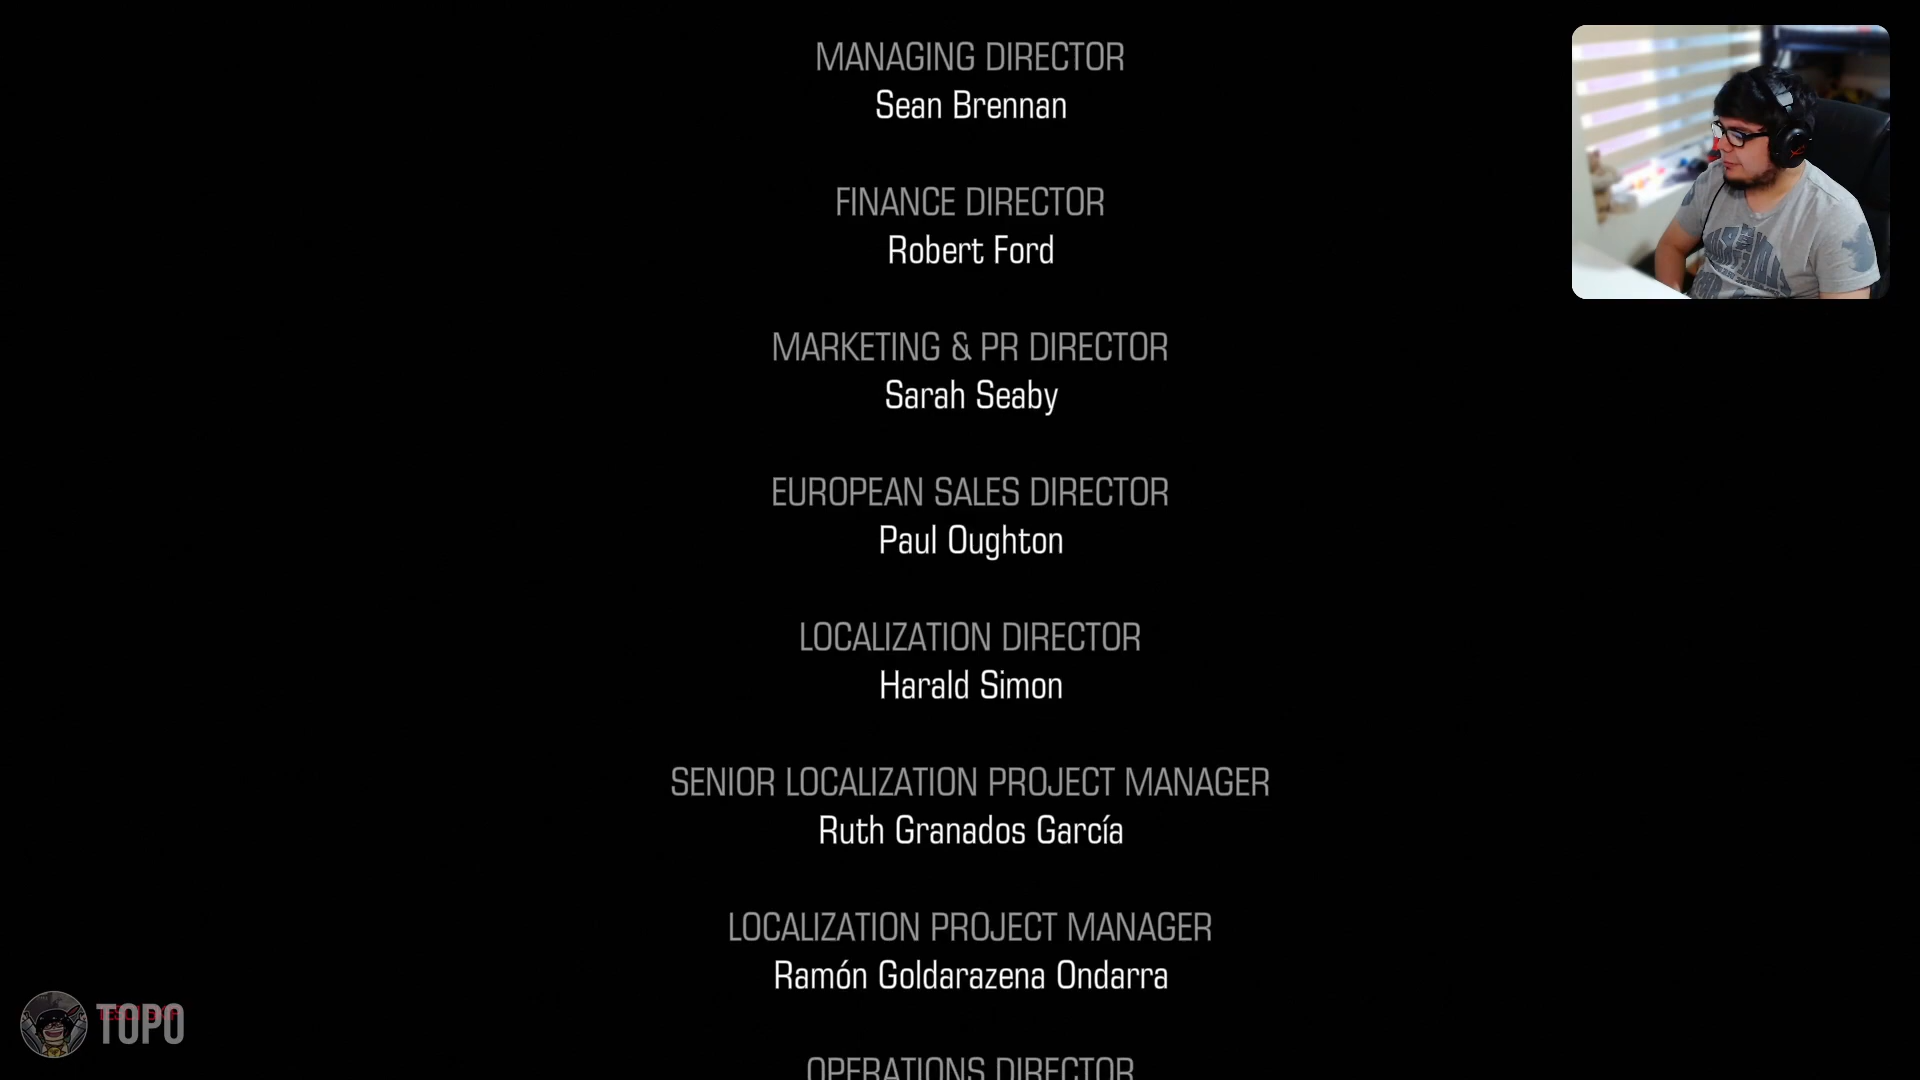 MANAGING DIRECTOR
Sean Brennan
FINANCE DIRECTOR
Robert Ford
MARKETING & PR DIRECTOR
Sarah Seaby
EUROPEAN SALES DIRECTOR
Paul Oughton
LOCALIZATION DIRECTOR
Harald Simon
SENIOR LOCALIZATION PROJECT MANAGER
Ruth Granados García
LOCALIZATION PROJECT MANAGER
Ramón Goldarazena Ondarra
OPERATIONS DIRECTOR
TOPO